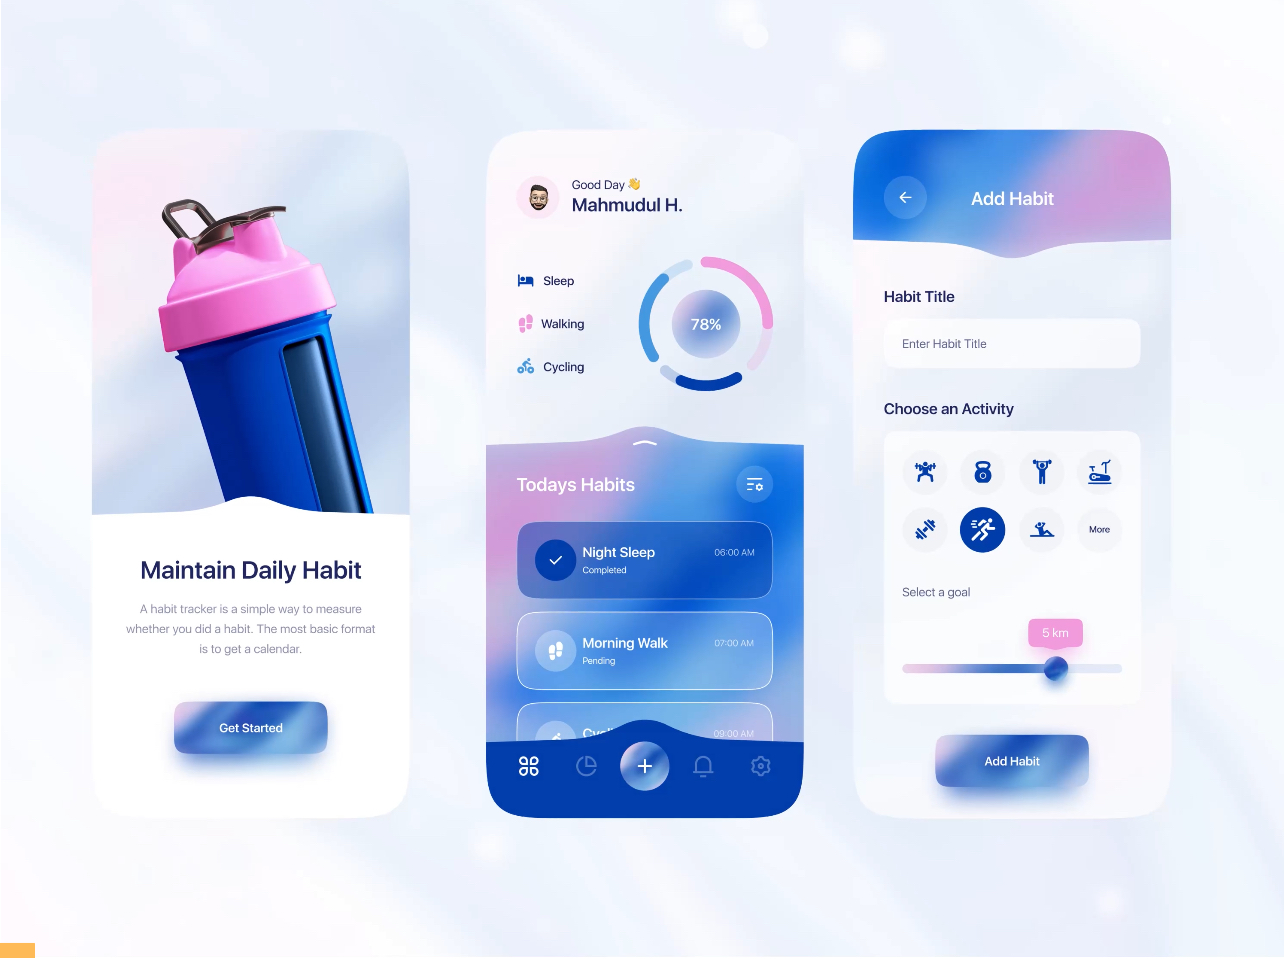 Maintain Daily Habit
A habit tracker is a simple way to measure
whether you did a habit. The most basic format
is to get a calendar.
Get Started
Good Day 👋
Mahmudul H.
Sleep
Walking
Cycling
78%
Todays Habits
Night Sleep
06:00 AM
Completed
Morning Walk
07:00 AM
Pending
09:00 AM
Add Habit
Habit Title
Enter Habit Title
Choose an Activity
More
Select a goal
5 km
Add Habit